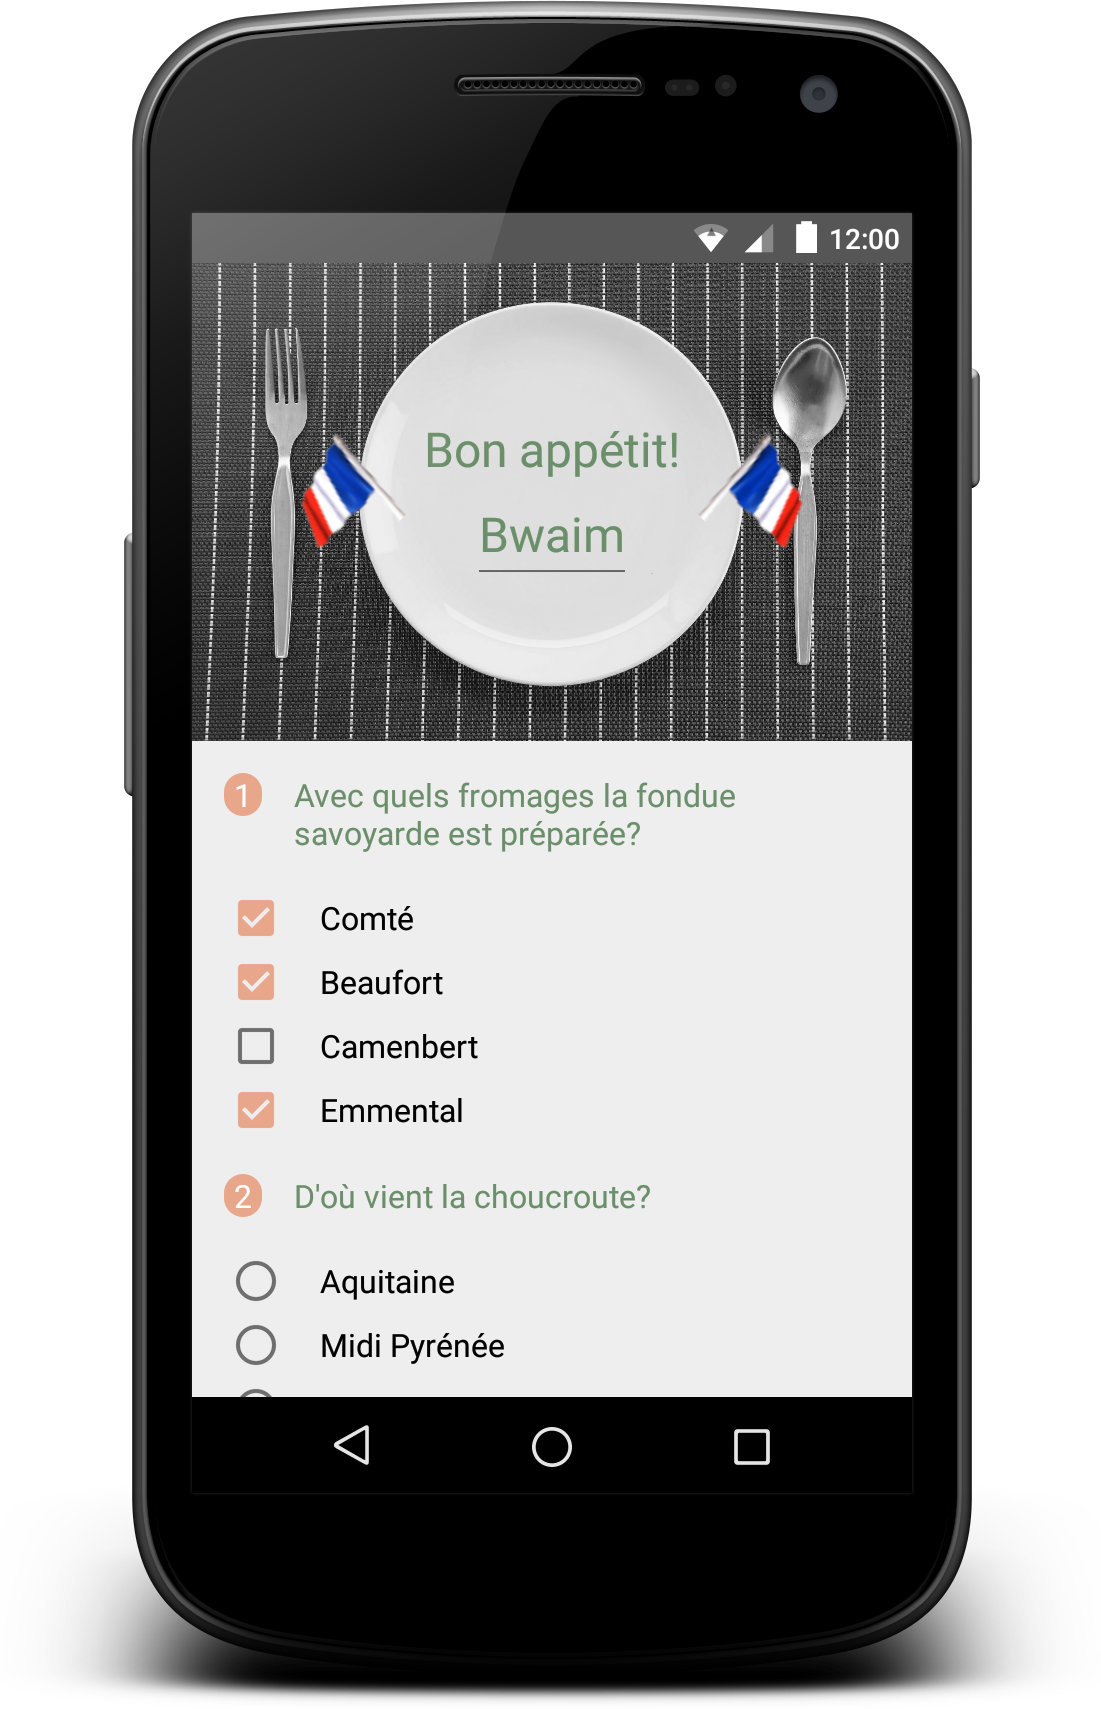 12:00
Bon appétit!
Bwaim
1 Avec quels fromages la fondue
savoyarde est préparée?
Comté
Beaufort
Camenbert
Emmental
2 D'où vient la choucroute?
Aquitaine
Midi Pyrénée